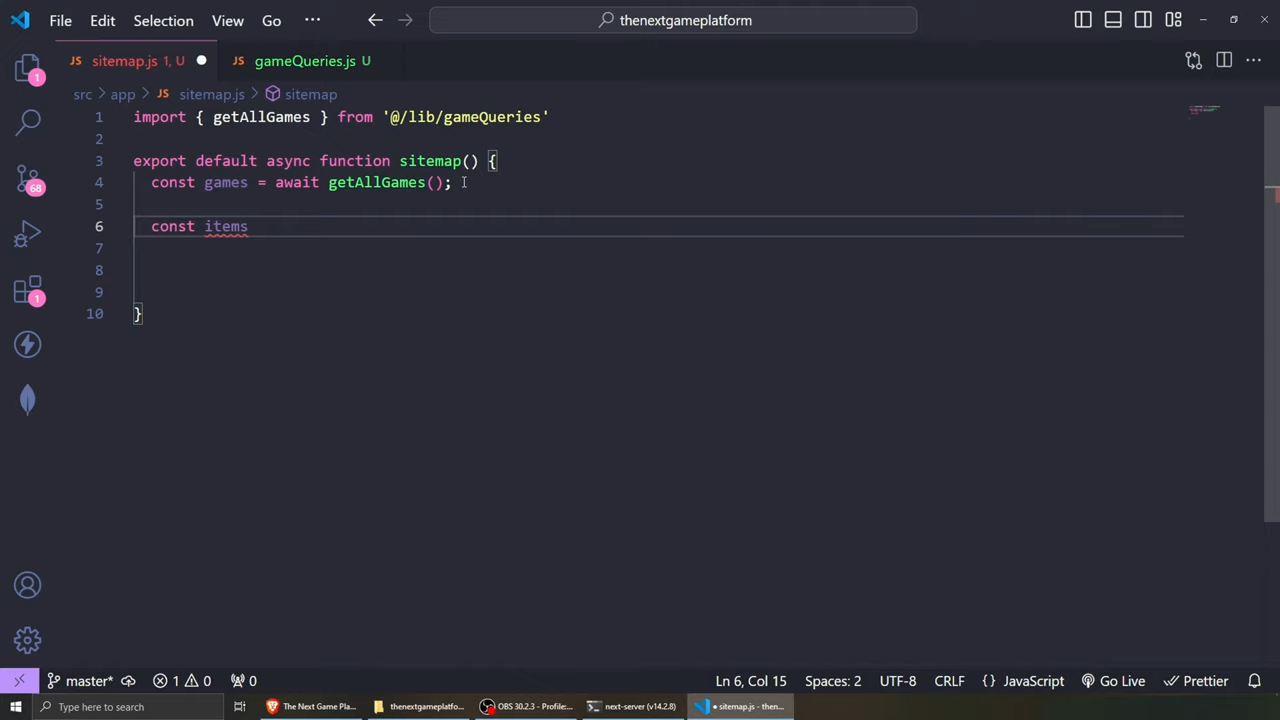 File Edit Selection View Go ··· thenextgameplatform
JS sitemap.js 1, U JS gameQueries.js U
src > app > JS sitemap.js > sitemap
1 import { getAllGames } from '@/lib/gameQueries'
2
3 export default async function sitemap() {
4 const games = await getAllGames();
5
6 const items
7
8
9
10 }
1
68
1
master* 1 0 0 Ln 6, Col 15 Spaces: 2 UTF-8 CRLF {} JavaScript Go Live Prettier
Type here to search The Next Game Pla... thenextgameplatfo... OBS 30.2.3 - Profile:... next-server (v14.2.8) • sitemap.js - then...